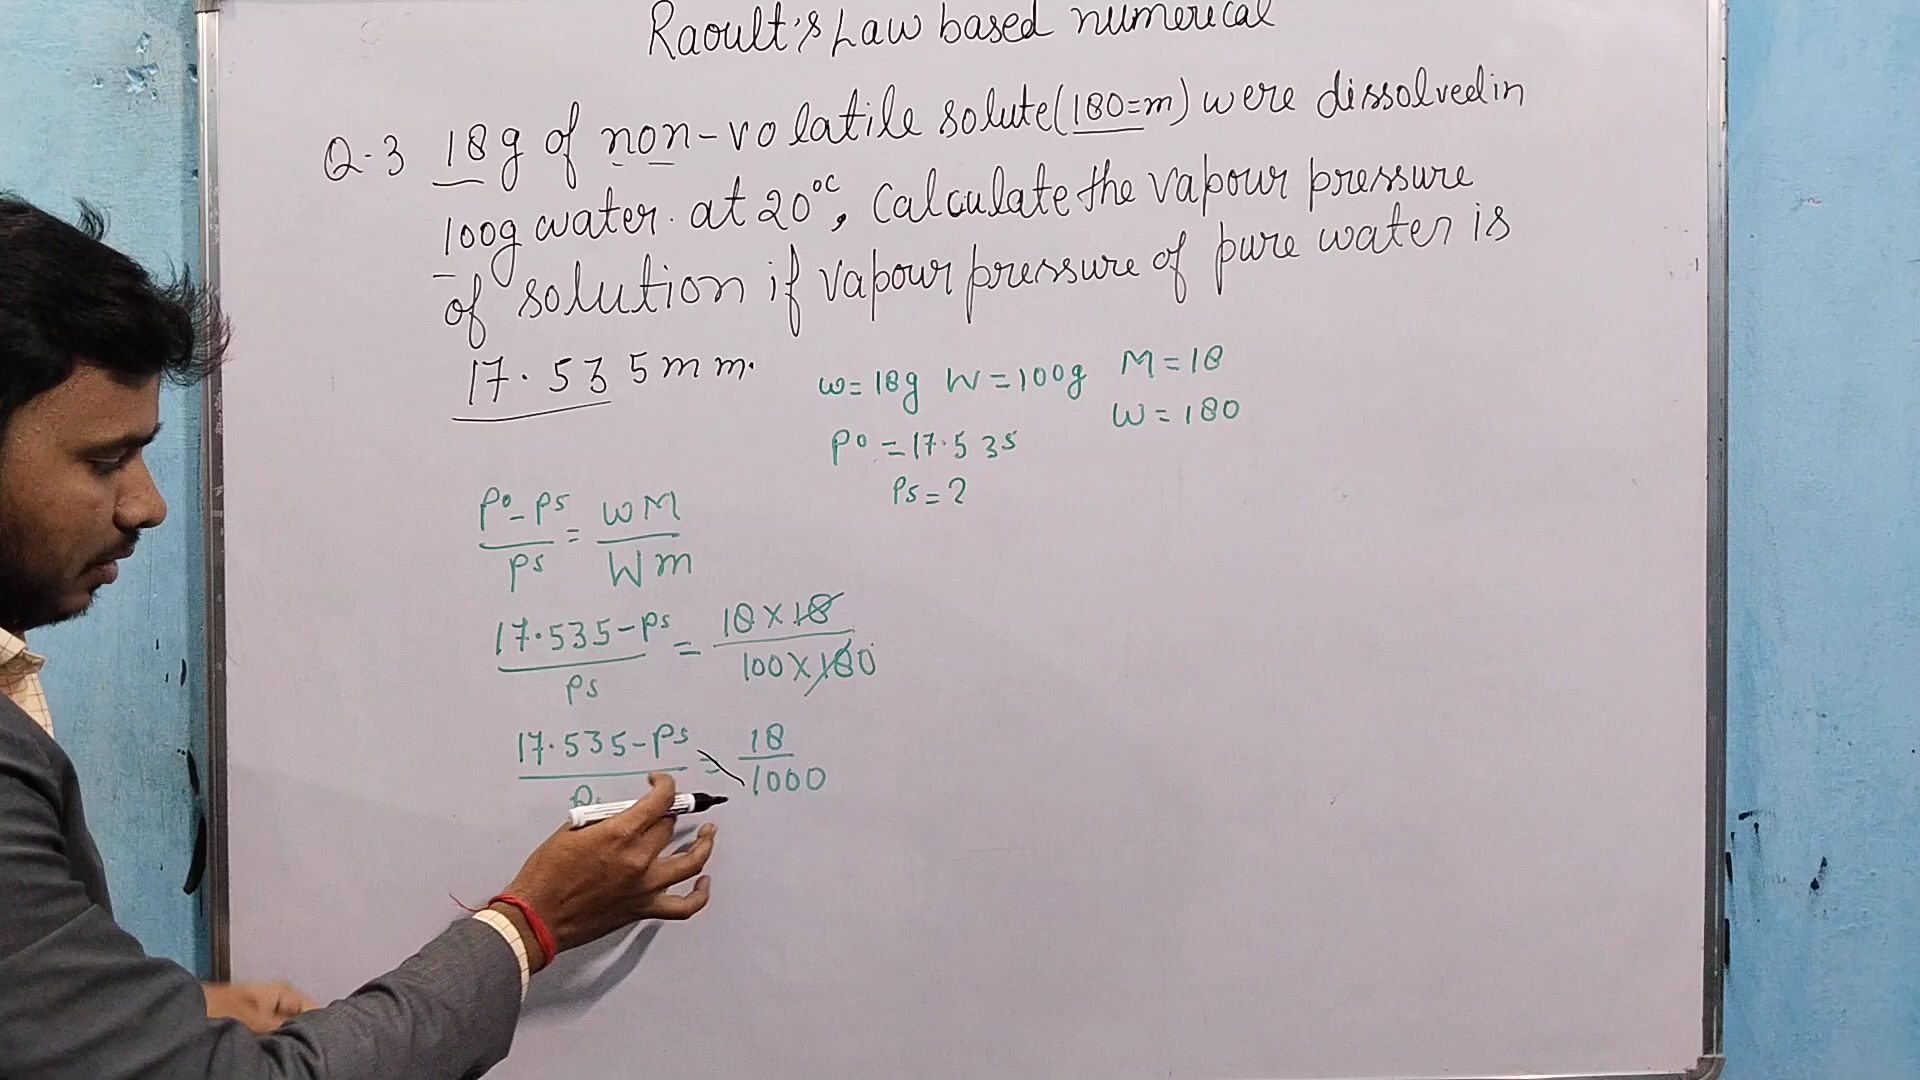 Raoult's Law based numerical
Q-3 18g of non-volatile solute(180=m) were dissolved in
100g water. at 20°C, Calculate the vapour pressure
of solution if vapour pressure of pure water is
17.535mm.
w=18g W=100g M=18
W=180
P° =17.535
Ps=?
P°-Ps/Ps = WM/Wm
17.535-Ps/Ps = 18×18/100×180
17.535-Ps/Ps = 18/1000